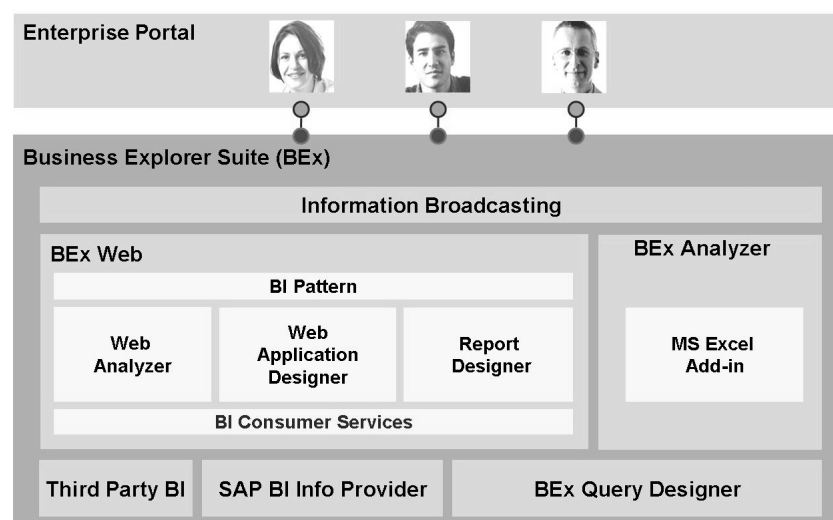 Enterprise Portal
Business Explorer Suite (BEx)
Information Broadcasting
BEx Web
BI Pattern
Web
Analyzer
Web
Application
Designer
Report
Designer
BI Consumer Services
BEx Analyzer
MS Excel
Add-in
Third Party BI
SAP BI Info Provider
BEx Query Designer